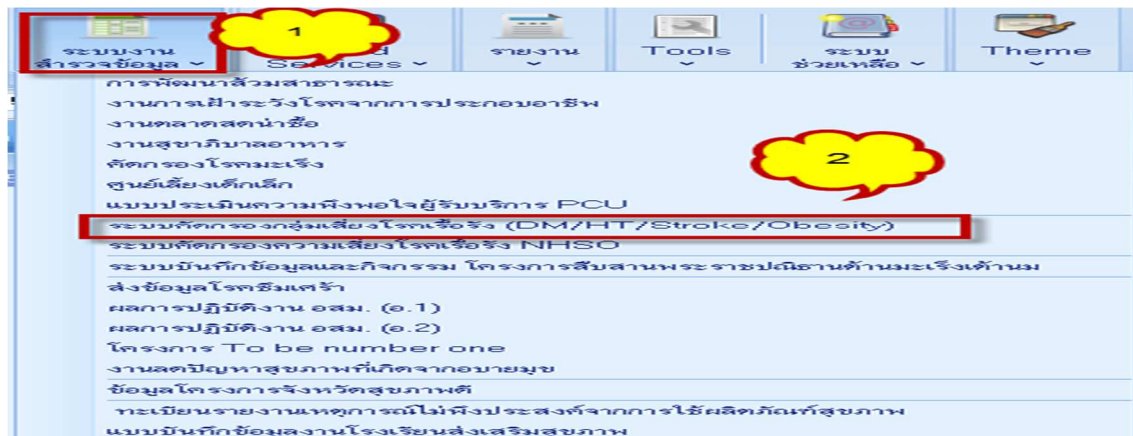 1
2
ระบบงาน
สำรวจข้อมูล
Services
รายงาน
Tools
ระบบ
ช่วยเหลือ
Theme
การพัฒนาส้วมสาธารณะ
งานการเฝ้าระวังโรคจากการประกอบอาชีพ
งานตลาดสดน่าซื้อ
งานสุขาภิบาลอาหาร
คัดกรองโรคมะเร็ง
ศูนย์เลี้ยงเด็กเล็ก
แบบประเมินความพึงพอใจผู้รับบริการ PCU
ระบบคัดกรองกลุ่มเสี่ยงโรคเรื้อรัง (DM/HT/Stroke/Obesity)
ระบบคัดกรองความเสี่ยงโรคเรื้อรัง NHSO
ระบบบันทึกข้อมูลและกิจกรรม โครงการสืบสานพระราชปณิธานด้านมะเร็งเต้านม
ส่งข้อมูลโรคซึมเศร้า
ผลการปฏิบัติงาน อสม. (อ.1)
ผลการปฏิบัติงาน อสม. (อ.2)
โครงการ To be number one
งานลดปัญหาสุขภาพที่เกิดจากอบายมุข
ข้อมูลโครงการจังหวัดสุขภาพดี
ทะเบียนรายงานเหตุการณ์ไม่พึงประสงค์จากการใช้ผลิตภัณฑ์สุขภาพ
แบบบันทึกข้อมูลงานโรงเรียนส่งเสริมสุขภาพ